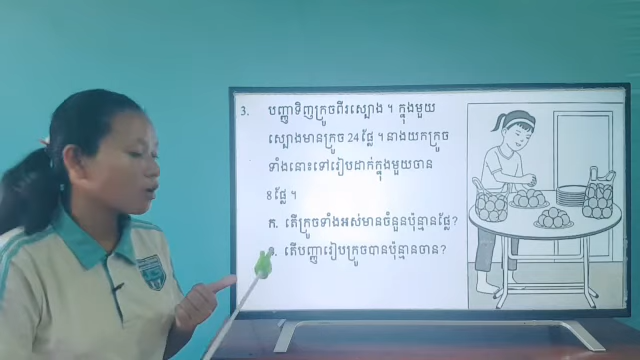 3. បញ្ញាទិញក្រូចពីរស្បោង ។ ក្នុងមួយ
ស្បោងមានក្រូច 24 ផ្លែ ។ នាងយកក្រូច
ទាំងនោះទៅរៀបដាក់ក្នុងមួយចាន
8 ផ្លែ ។
ក. តើក្រូចទាំងអស់មានចំនួនប៉ុន្មានផ្លែ?
ខ. តើបញ្ញារៀបក្រូចបានប៉ុន្មានចាន?